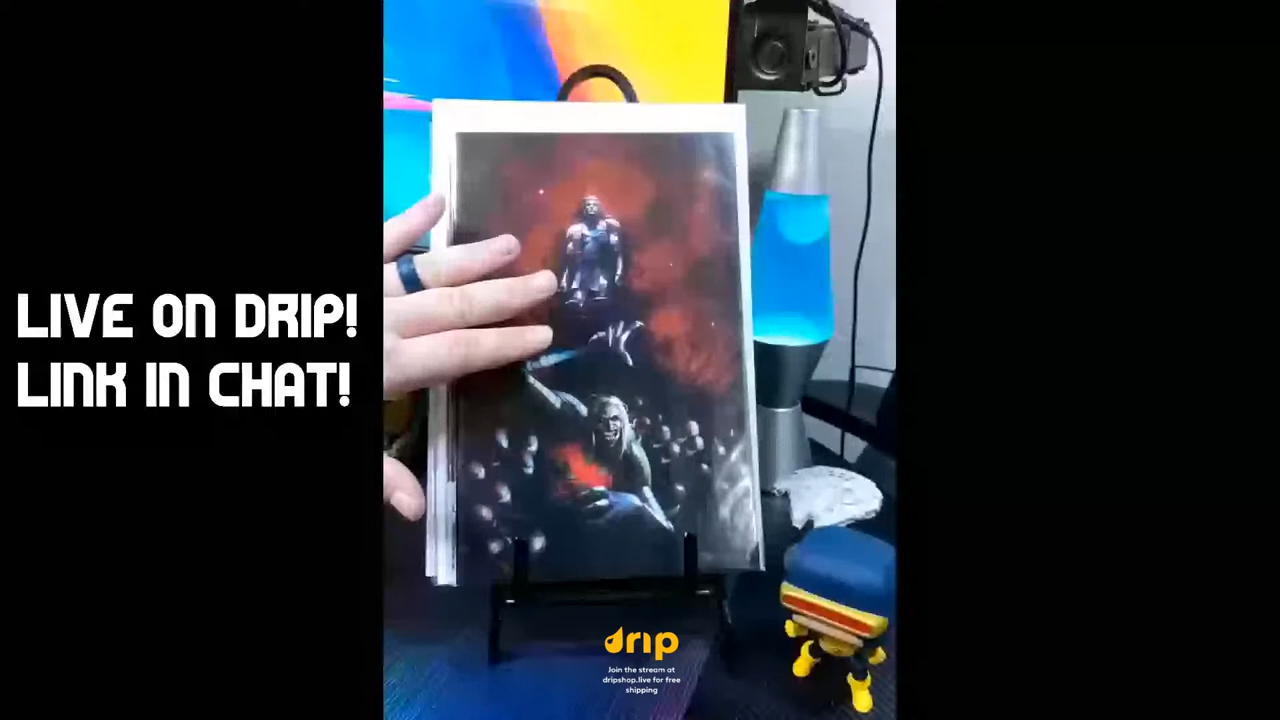 LIVE ON DRIP!
LINK IN CHAT!
drip
Join the stream at
dripshop.live for free
shipping